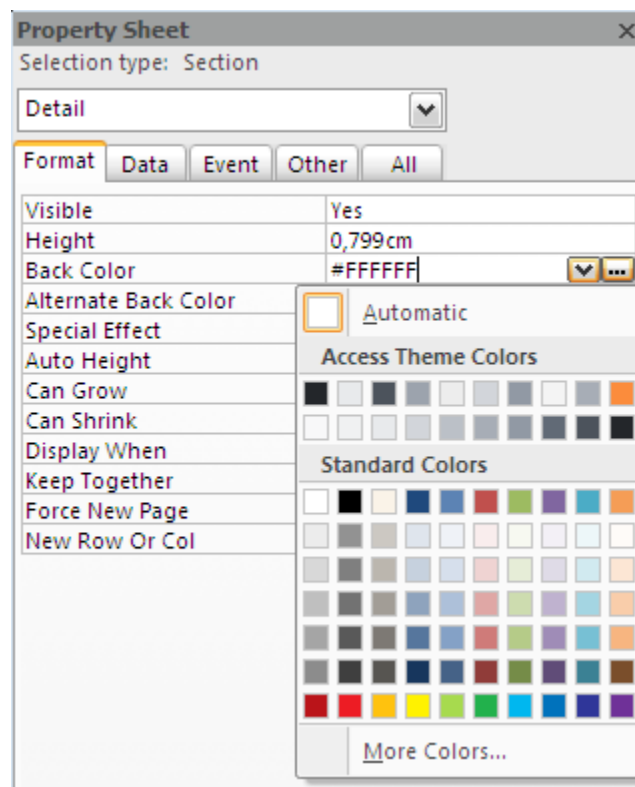 Property Sheet
Selection type: Section
Detail
Format Data Event Other All
Visible Yes
Height 0,799cm
Back Color #FFFFFF
Alternate Back Color
Special Effect
Auto Height
Can Grow
Can Shrink
Display When
Keep Together
Force New Page
New Row Or Col
Automatic
Access Theme Colors
Standard Colors
More Colors...